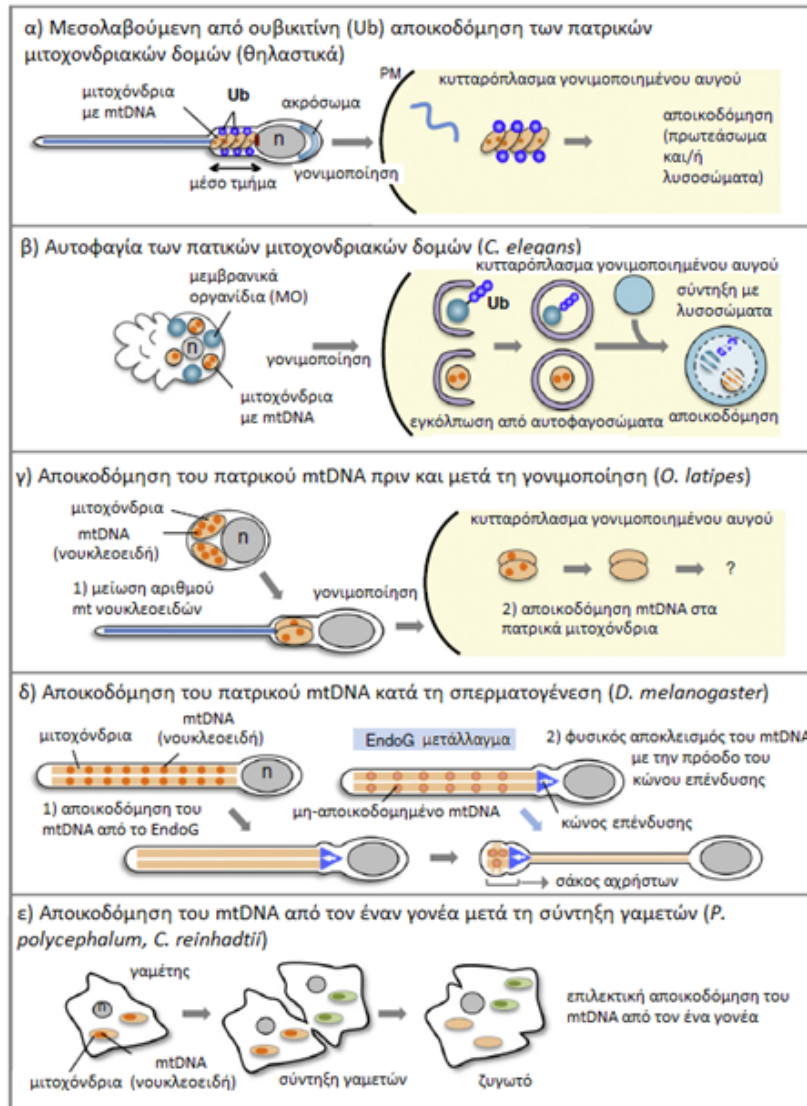 α) Μεσολαβούμενη από ουβικιτίνη (Ub) αποικοδόμηση των πατρικών
μιτοχονδριακών δομών (θηλαστικά)
μιτοχόνδρια
με mtDNA
Ub
ακρόσωμα
n
γονιμοποίηση
μέσο τμήμα
PM
κυτταρόπλασμα γονιμοποιημένου αυγού
αποικοδόμηση
(πρωτεάσωμα
και/ή
λυσοσώματα)
β) Αυτοφαγία των πατικών μιτοχονδριακών δομών (C. elegans)
μεμβρανικά
οργανίδια (MO)
n
μιτοχόνδρια
με mtDNA
γονιμοποίηση
κυτταρόπλασμα γονιμοποιημένου αυγού
Ub
σύντηξη με
λυσοσώματα
εγκόλπωση από αυτοφαγοσώματα
αποικοδόμηση
γ) Αποικοδόμηση του πατρικού mtDNA πριν και μετά τη γονιμοποίηση (O. latipes)
μιτοχόνδρια
mtDNA
(νουκλεοειδή)
n
1) μείωση αριθμού
mt νουκλεοειδών
γονιμοποίηση
κυτταρόπλασμα γονιμοποιημένου αυγού
?
2) αποικοδόμηση mtDNA στα
πατρικά μιτοχόνδρια
δ) Αποικοδόμηση του πατρικού mtDNA κατά τη σπερματογένεση (D. melanogaster)
μιτοχόνδρια
mtDNA
(νουκλεοειδή)
n
EndoG μετάλλαγμα
2) φυσικός αποκλεισμός του mtDNA
με την πρόοδο του
κώνου επένδυσης
1) αποικοδόμηση του
mtDNA από το EndoG
μη-αποικοδομημένο mtDNA
κώνος επένδυσης
σάκος αχρήστων
ε) Αποικοδόμηση του mtDNA από τον έναν γονέα μετά τη σύντηξη γαμετών (P.
polycephalum, C. reinhadtii)
γαμέτης
n
μιτοχόνδρια
mtDNA
(νουκλεοειδή)
σύντηξη γαμετών
ζυγωτό
επιλεκτική αποικοδόμηση του
mtDNA από τον ένα γονέα